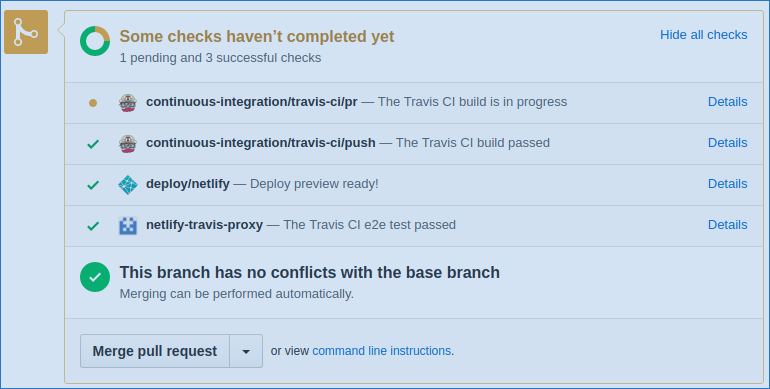 Some checks haven’t completed yet
Hide all checks
1 pending and 3 successful checks
continuous-integration/travis-ci/pr — The Travis CI build is in progress
Details
continuous-integration/travis-ci/push — The Travis CI build passed
Details
deploy/netlify — Deploy preview ready!
Details
netlify-travis-proxy — The Travis CI e2e test passed
Details
This branch has no conflicts with the base branch
Merging can be performed automatically.
Merge pull request
or view command line instructions.